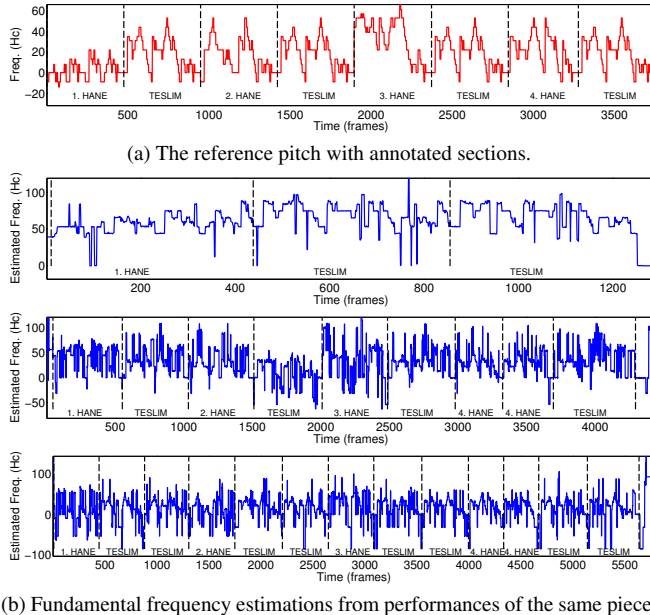 Freq. (Hc)
60
40
20
0
−20
1. HANE TESLIM 2. HANE TESLIM 3. HANE TESLIM 4. HANE TESLIM
500 1000 1500 2000 2500 3000 3500
Time (frames)
(a) The reference pitch with annotated sections.
Estimated Freq. (Hc)
100
50
0
1. HANE TESLIM TESLIM
200 400 600 800 1000 1200
Time (frames)
Estimated Freq. (Hc)
100
50
0
−50
1. HANE TESLIM 2. HANE TESLIM 3. HANE TESLIM 4. HANE 4. HANE TESLIM
500 1000 1500 2000 2500 3000 3500 4000
Time (frames)
Estimated Freq. (Hc)
100
0
−100
1. HANE TESLIM TESLIM 2. HANE TESLIM TESLIM 3. HANE TESLIM TESLIM 4. HANE 4. HANE TESLIM TESLIM
500 1000 1500 2000 2500 3000 3500 4000 4500 5000 5500
Time (frames)
(b) Fundamental frequency estimations from performances of the same piece